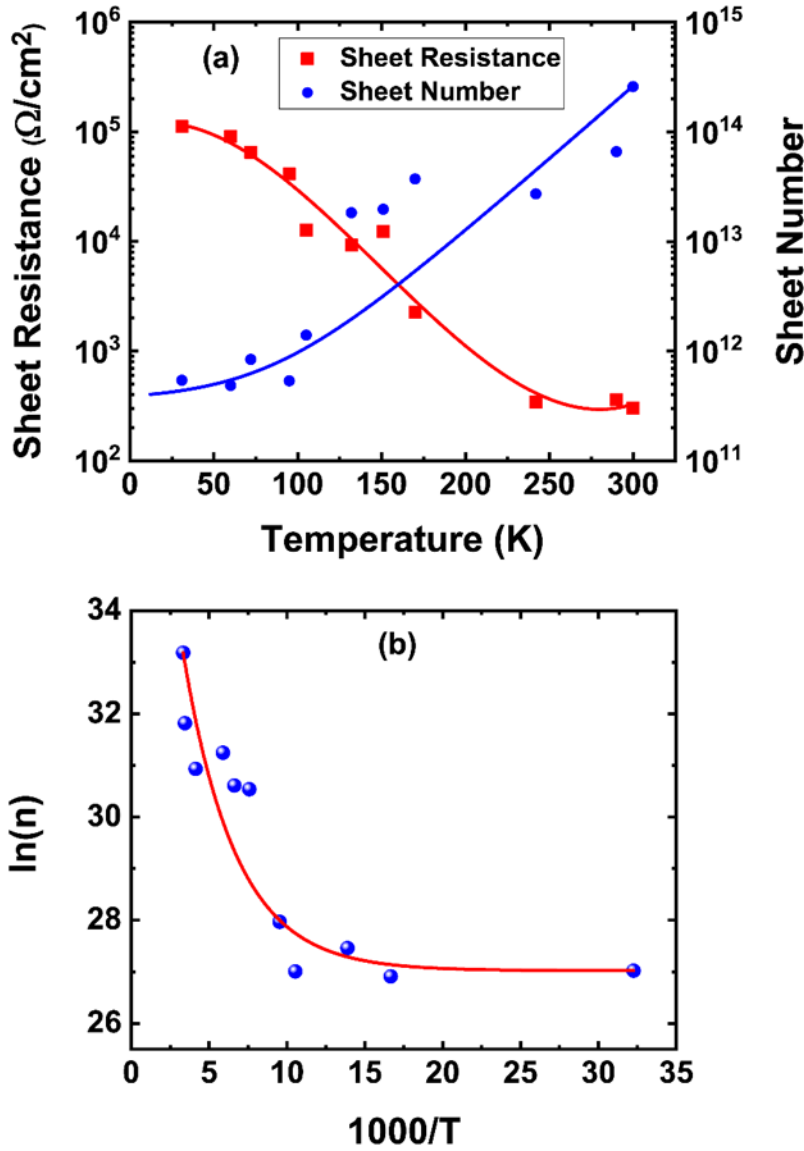 (a)
Sheet Resistance
Sheet Number
10⁶
10⁵
10⁴
10³
10²
10¹⁵
10¹⁴
10¹³
10¹²
10¹¹
Sheet Resistance (Ω/cm²)
Sheet Number
0 50 100 150 200 250 300
Temperature (K)
(b)
34
32
30
28
26
ln(n)
0 5 10 15 20 25 30 35
1000/T